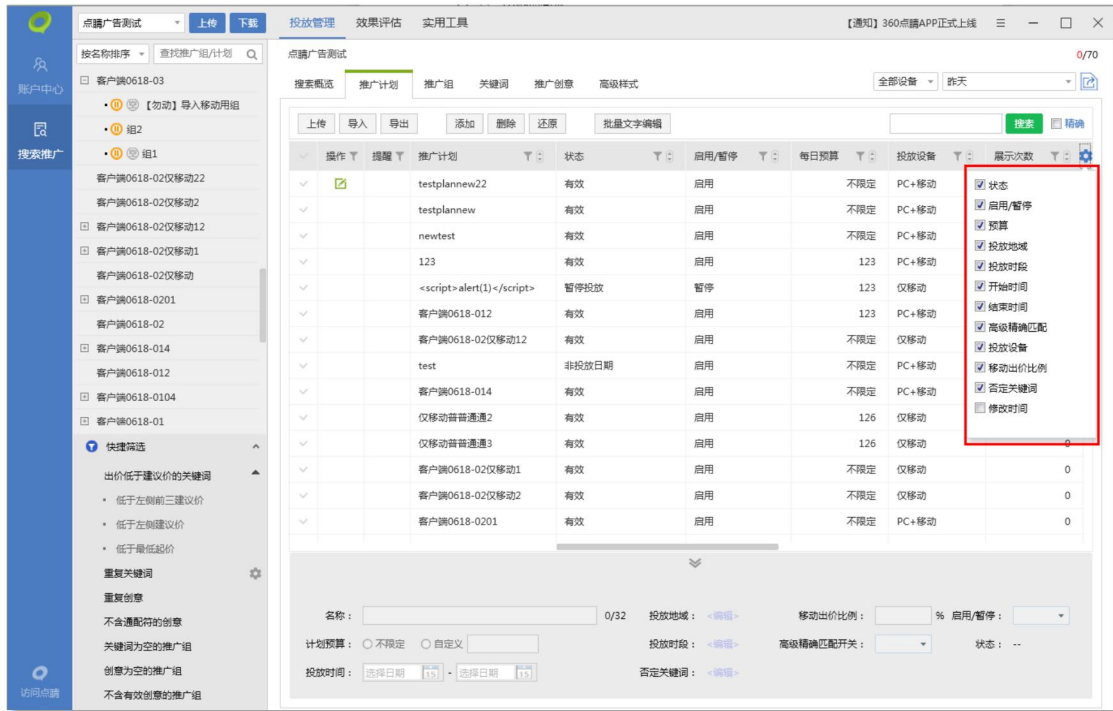 点睛广告测试 上传 下载 投放管理 效果评估 实用工具 【通知】360点睛APP正式上线
按名称排序 查找推广组/计划 点睛广告测试 0/70
账户中心
搜索推广
访问点睛
客户端0618-03
【勿动】导入移动用组
组2
组1
客户端0618-02仅移动22
客户端0618-02仅移动2
客户端0618-02仅移动12
客户端0618-02仅移动1
客户端0618-02仅移动
客户端0618-0201
客户端0618-02
客户端0618-014
客户端0618-012
客户端0618-0104
客户端0618-01
快捷筛选
出价低于建议价的关键词
低于左侧前三建议价
低于左侧建议价
低于最低起价
重复关键词
重复创意
不含通配符的创意
关键词为空的推广组
创意为空的推广组
不含有效创意的推广组
搜索概览 推广计划 推广组 关键词 推广创意 高级样式 全部设备 昨天
上传 导入 导出 添加 删除 还原 批量文字编辑 搜索 精确
操作 提醒 推广计划 状态 启用/暂停 每日预算 投放设备 展示次数
testplannew22 有效 启用 不限定 PC+移动
testplannew 有效 启用 不限定 PC+移动
newtest 有效 启用 不限定 PC+移动
123 有效 启用 123 PC+移动
<script>alert(1)</script> 暂停投放 暂停 123 仅移动
客户端0618-012 有效 启用 123 PC+移动
客户端0618-02仅移动12 有效 启用 不限定 仅移动
test 非投放日期 启用 不限定 PC+移动
客户端0618-014 有效 启用 不限定 PC+移动
仅移动普普通通2 有效 启用 126 仅移动
仅移动普普通通3 有效 启用 126 仅移动 0
客户端0618-02仅移动1 有效 启用 不限定 仅移动 0
客户端0618-02仅移动2 有效 启用 不限定 仅移动 0
客户端0618-0201 有效 启用 不限定 PC+移动 0
状态
启用/暂停
预算
投放地域
投放时段
开始时间
结束时间
高级精确匹配
投放设备
移动出价比例
否定关键词
修改时间
名称： 0/32 投放地域： <编辑> 移动出价比例： % 启用/暂停：
计划预算： 不限定 自定义 投放时段： <编辑> 高级精确匹配开关： 状态： --
投放时间： 选择日期 15 - 选择日期 15 否定关键词： <编辑>